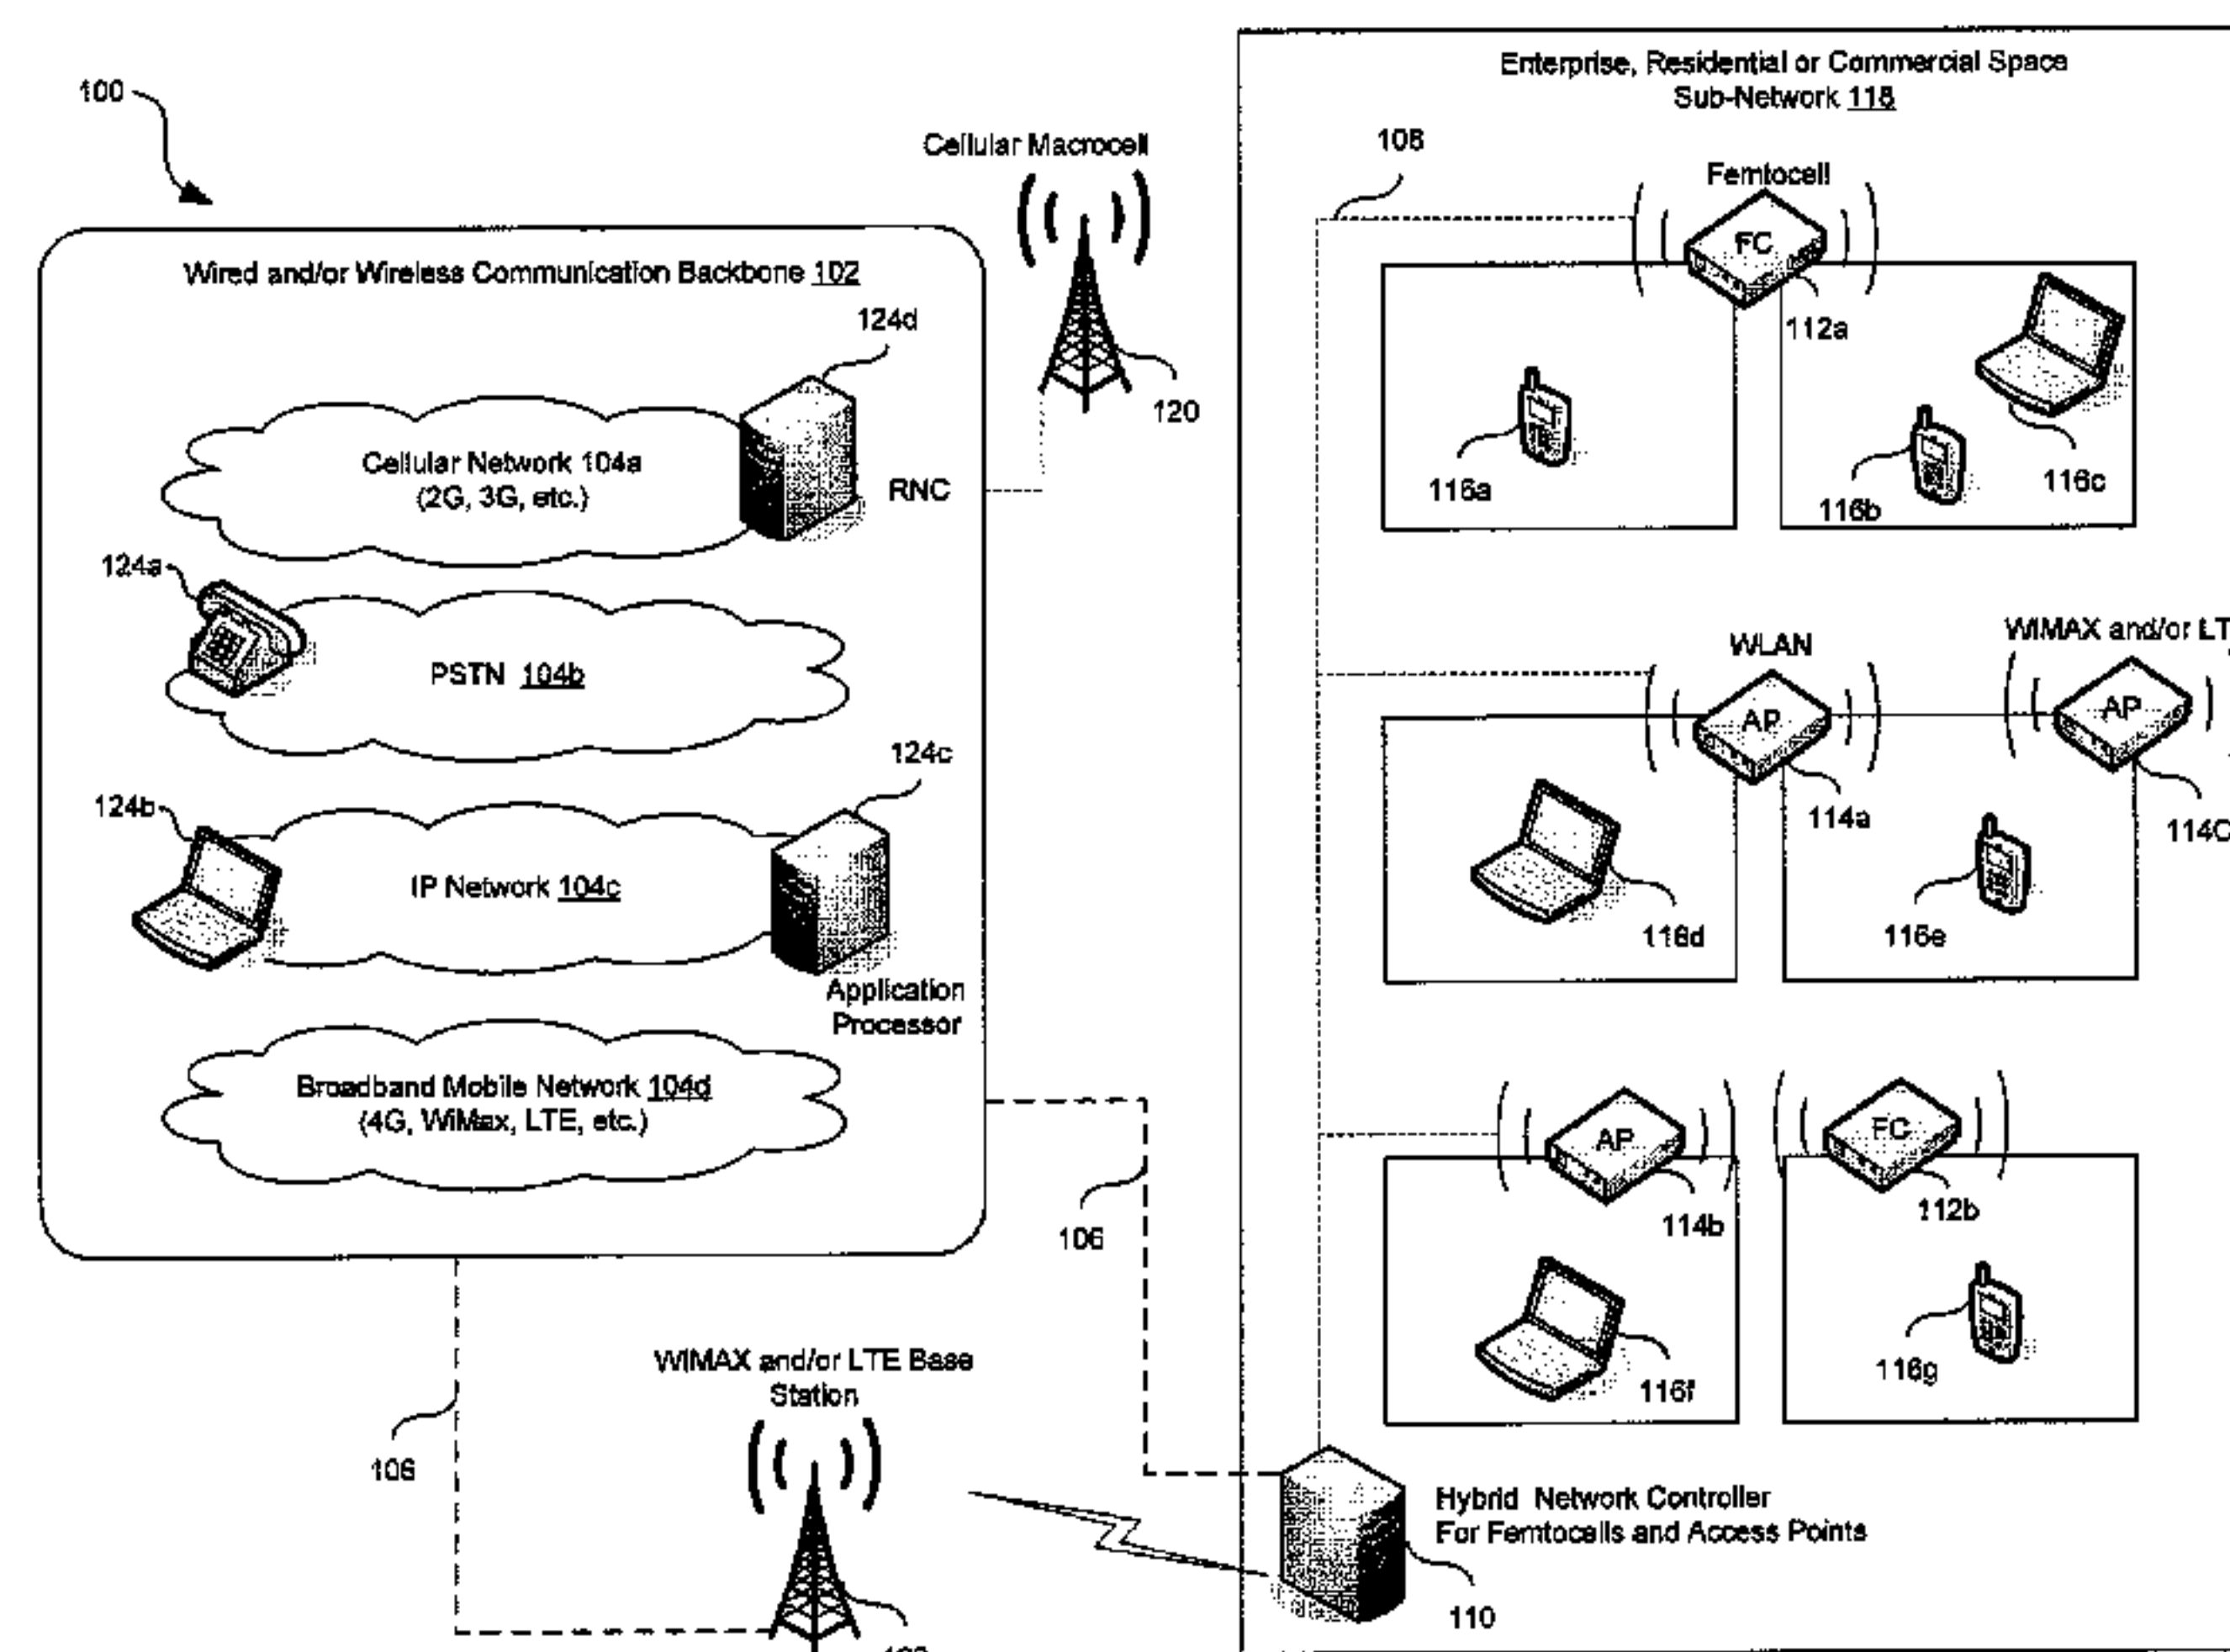 100
Wired and/or Wireless Communication Backbone 102
124d
Cellular Network 104a
(2G, 3G, etc.)
RNC
124a
PSTN 104b
124c
124b
IP Network 104c
Application
Processor
Broadband Mobile Network 104d
(4G, WiMax, LTE, etc.)
Cellular Macrocell
120
106
106
WIMAX and/or LTE Base
Station
Enterprise, Residential or Commercial Space
Sub-Network 118
108
Femtocell
FC
112a
116a
116b
116c
WLAN
WIMAX and/or LT
AP
AP
114a
114C
116d
116e
AP
FC
114b
112b
116f
116g
Hybrid Network Controller
For Femtocells and Access Points
110